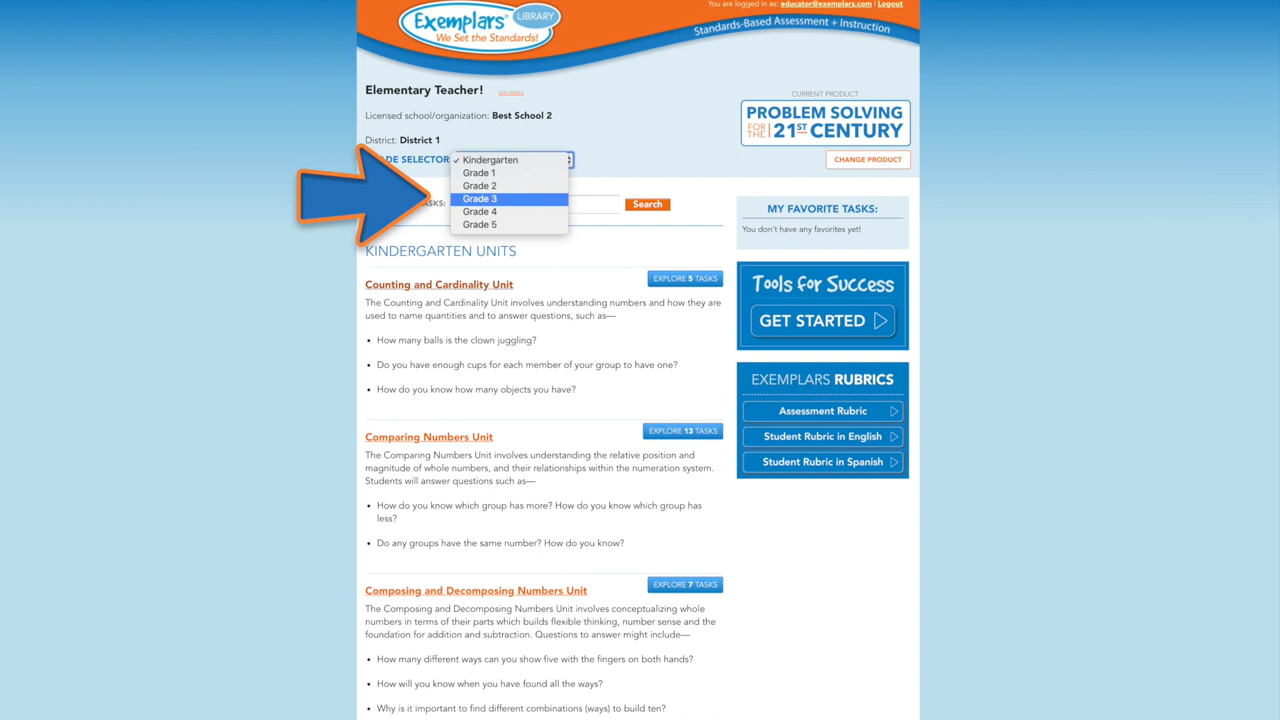 You are logged in as: educator@exemplars.com | Logout
Exemplars® LIBRARY
We Set the Standards!
Standards-Based Assessment + Instruction
Elementary Teacher!
EDIT PROFILE
Licensed school/organization: Best School 2
District: District 1
CURRENT PRODUCT:
PROBLEM SOLVING
FOR THE 21ST CENTURY
CHANGE PRODUCT
ADE SELECTOR
✓ Kindergarten
Grade 1
Grade 2
Grade 3
Grade 4
Grade 5
ASKS:
Search
MY FAVORITE TASKS:
You don't have any favorites yet!
KINDERGARTEN UNITS
Counting and Cardinality Unit
EXPLORE 5 TASKS
The Counting and Cardinality Unit involves understanding numbers and how they are
used to name quantities and to answer questions, such as—
• How many balls is the clown juggling?
• Do you have enough cups for each member of your group to have one?
• How do you know how many objects you have?
Comparing Numbers Unit
EXPLORE 13 TASKS
The Comparing Numbers Unit involves understanding the relative position and
magnitude of whole numbers, and their relationships within the numeration system.
Students will answer questions such as—
• How do you know which group has more? How do you know which group has
less?
• Do any groups have the same number? How do you know?
Composing and Decomposing Numbers Unit
EXPLORE 7 TASKS
The Composing and Decomposing Numbers Unit involves conceptualizing whole
numbers in terms of their parts which builds flexible thinking, number sense and the
foundation for addition and subtraction. Questions to answer might include—
• How many different ways can you show five with the fingers on both hands?
• How will you know when you have found all the ways?
• Why is it important to find different combinations (ways) to build ten?
Tools for Success
GET STARTED
EXEMPLARS RUBRICS
Assessment Rubric
Student Rubric in English
Student Rubric in Spanish